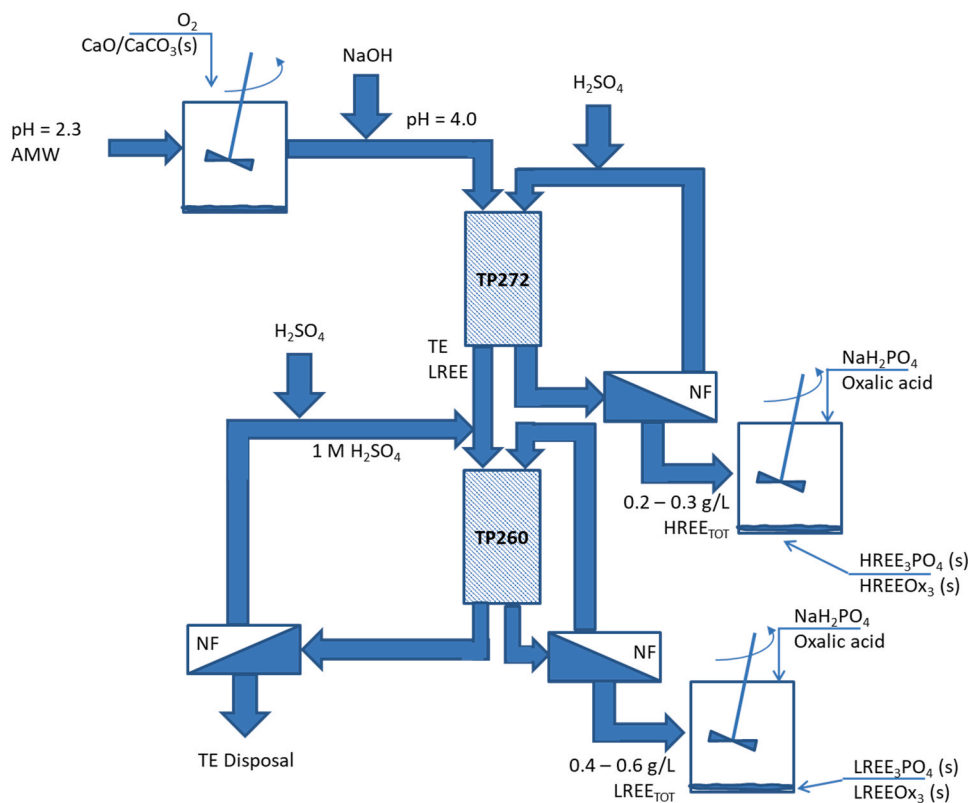 O₂
CaO/CaCO₃(s)
NaOH
H₂SO₄
pH = 2.3
AMW
pH = 4.0
TP272
H₂SO₄
TE
LREE
NF
NaH₂PO₄
Oxalic acid
1 M H₂SO₄
0.2 – 0.3 g/L
HREE_TOT
TP260
HREE₃PO₄ (s)
HREEOx₃ (s)
NF
NF
NaH₂PO₄
Oxalic acid
TE Disposal
0.4 – 0.6 g/L
LREE_TOT
LREE₃PO₄ (s)
LREEOx₃ (s)